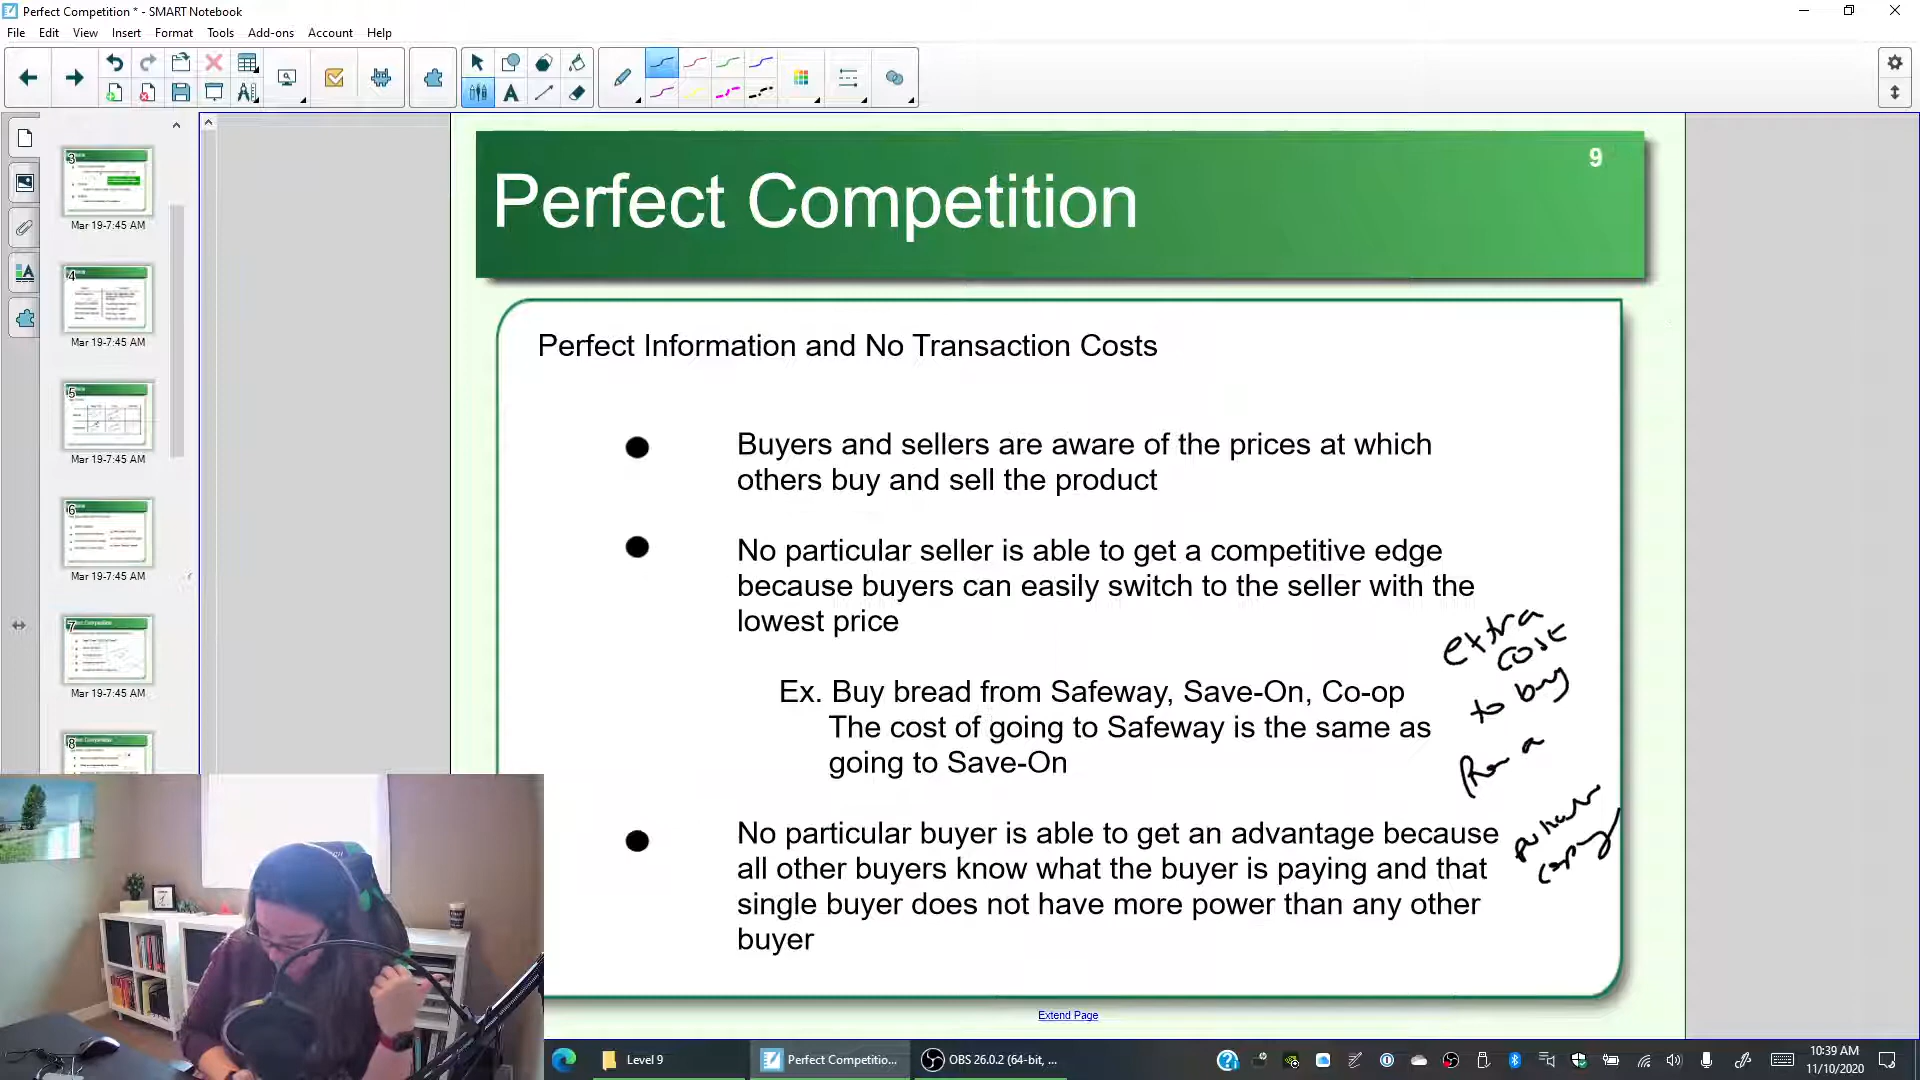 Perfect Competition * - SMART Notebook
File Edit View Insert Format Tools Add-ons Account Help
3
Mar 19-7:45 AM
4
Mar 19-7:45 AM
5
Mar 19-7:45 AM
6
Mar 19-7:45 AM
7
Mar 19-7:45 AM
8
9
Perfect Competition
Perfect Information and No Transaction Costs
Buyers and sellers are aware of the prices at which
others buy and sell the product
No particular seller is able to get a competitive edge
because buyers can easily switch to the seller with the
lowest price
Ex. Buy bread from Safeway, Save-On, Co-op
The cost of going to Safeway is the same as
going to Save-On
No particular buyer is able to get an advantage because
all other buyers know what the buyer is paying and that
single buyer does not have more power than any other
buyer
extra
cost
to buy
a
Extend Page
Level 9
Perfect Competitio...
OBS 26.0.2 (64-bit, ...
10:39 AM
11/10/2020